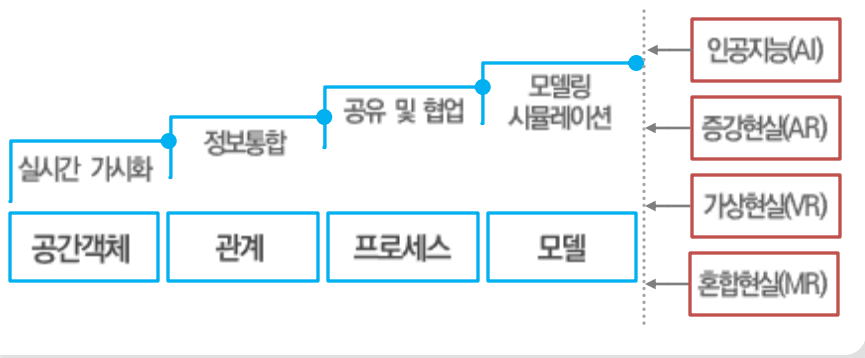 실시간 가시화
정보통합
공유 및 협업
모델링
시뮬레이션
공간객체
관계
프로세스
모델
인공지능(AI)
증강현실(AR)
가상현실(VR)
혼합현실(MR)